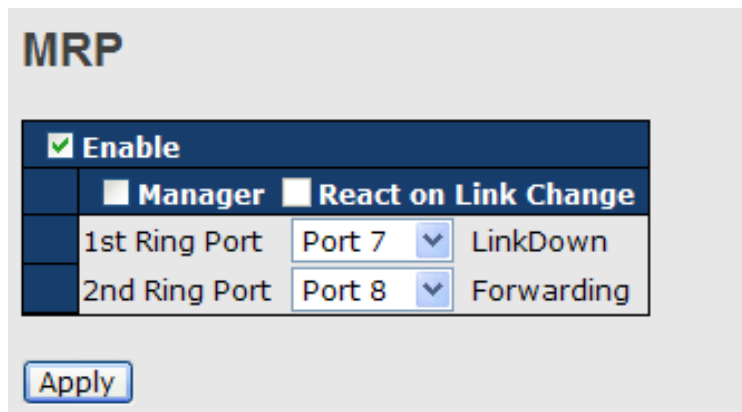 MRP
Enable
Manager React on Link Change
1st Ring Port Port 7 LinkDown
2nd Ring Port Port 8 Forwarding
Apply